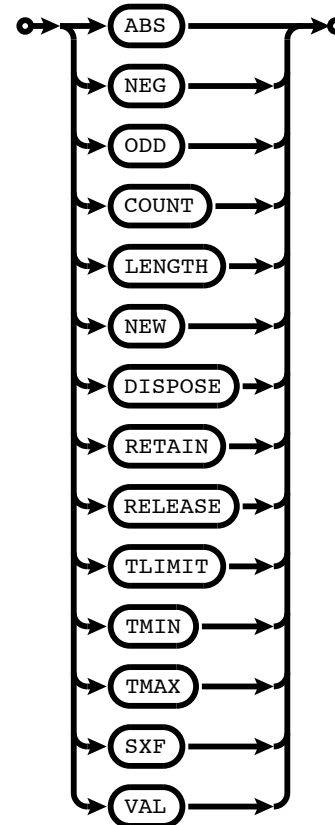 ABS
NEG
ODD
COUNT
LENGTH
NEW
DISPOSE
RETAIN
RELEASE
TLIMIT
TMIN
TMAX
SXF
VAL